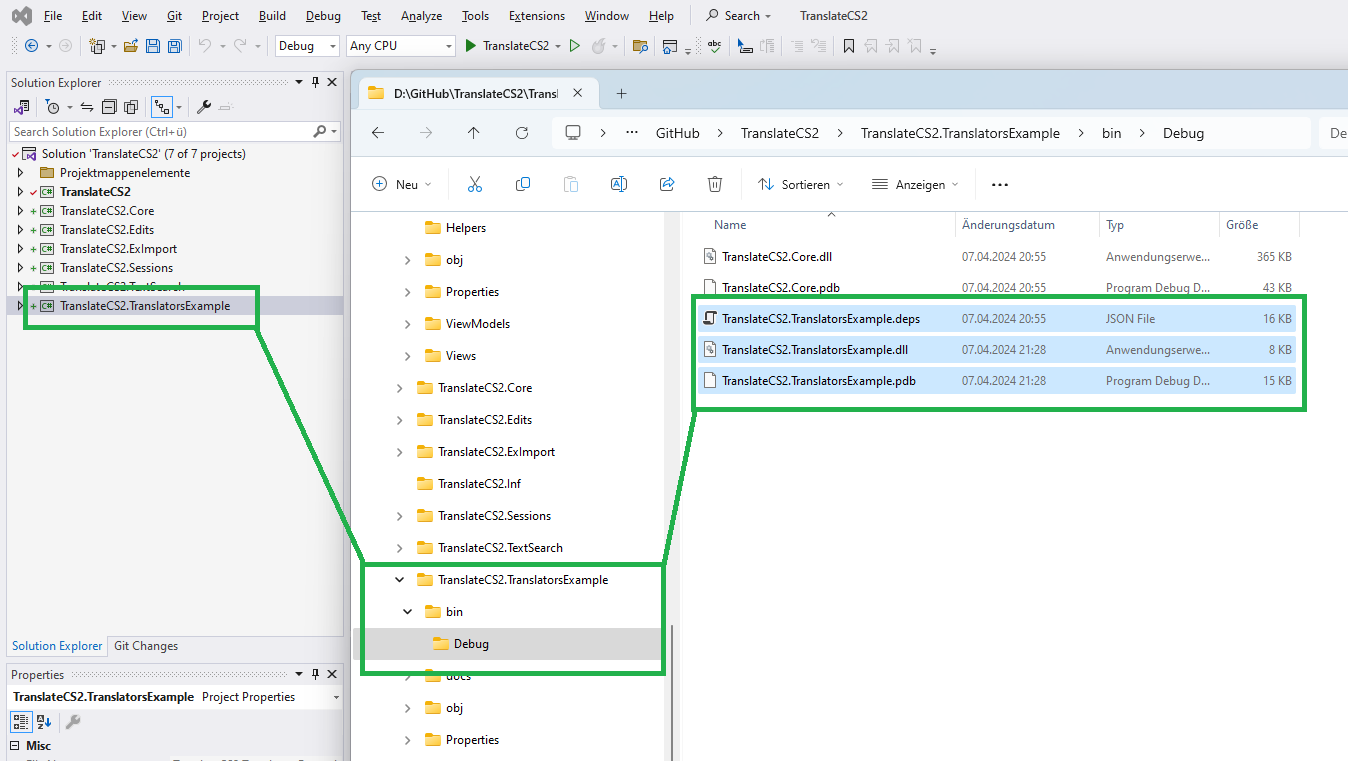 File Edit View Git Project Build Debug Test Analyze Tools Extensions Window Help Search TranslateCS2
Debug Any CPU TranslateCS2
Solution Explorer
Search Solution Explorer (Ctrl+ü)
Solution 'TranslateCS2' (7 of 7 projects)
Projektmappenelemente
C# TranslateCS2
C# TranslateCS2.Core
C# TranslateCS2.Edits
C# TranslateCS2.ExImport
C# TranslateCS2.Sessions
TranslateCS2.TextSearch
C# TranslateCS2.TranslatorsExample
Solution Explorer Git Changes
Properties
TranslateCS2.TranslatorsExample Project Properties
Misc
D:\GitHub\TranslateCS2\Transl
GitHub TranslateCS2 TranslateCS2.TranslatorsExample bin Debug De
Neu Sortieren Anzeigen
Helpers
obj
Properties
ViewModels
Views
TranslateCS2.Core
TranslateCS2.Edits
TranslateCS2.ExImport
TranslateCS2.Inf
TranslateCS2.Sessions
TranslateCS2.TextSearch
TranslateCS2.TranslatorsExample
bin
Debug
docs
obj
Properties
Name Änderungsdatum Typ Größe
TranslateCS2.Core.dll 07.04.2024 20:55 Anwendungserwe... 365 KB
TranslateCS2.Core.pdb 07.04.2024 20:55 Program Debug D... 43 KB
TranslateCS2.TranslatorsExample.deps 07.04.2024 20:55 JSON File 16 KB
TranslateCS2.TranslatorsExample.dll 07.04.2024 21:28 Anwendungserwe... 8 KB
TranslateCS2.TranslatorsExample.pdb 07.04.2024 21:28 Program Debug D... 15 KB